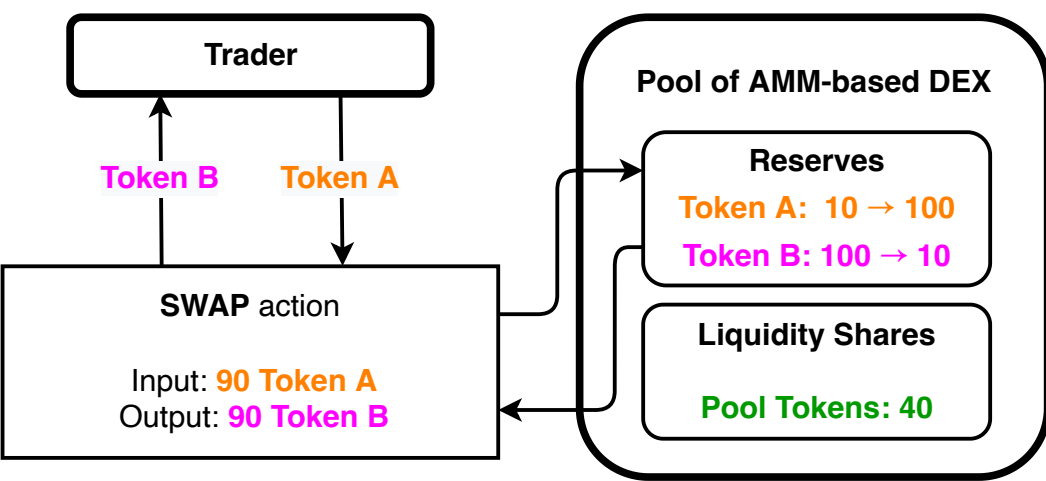 Trader
Token B
Token A
SWAP action
Input: 90 Token A
Output: 90 Token B
Pool of AMM-based DEX
Reserves
Token A: 10 → 100
Token B: 100 → 10
Liquidity Shares
Pool Tokens: 40